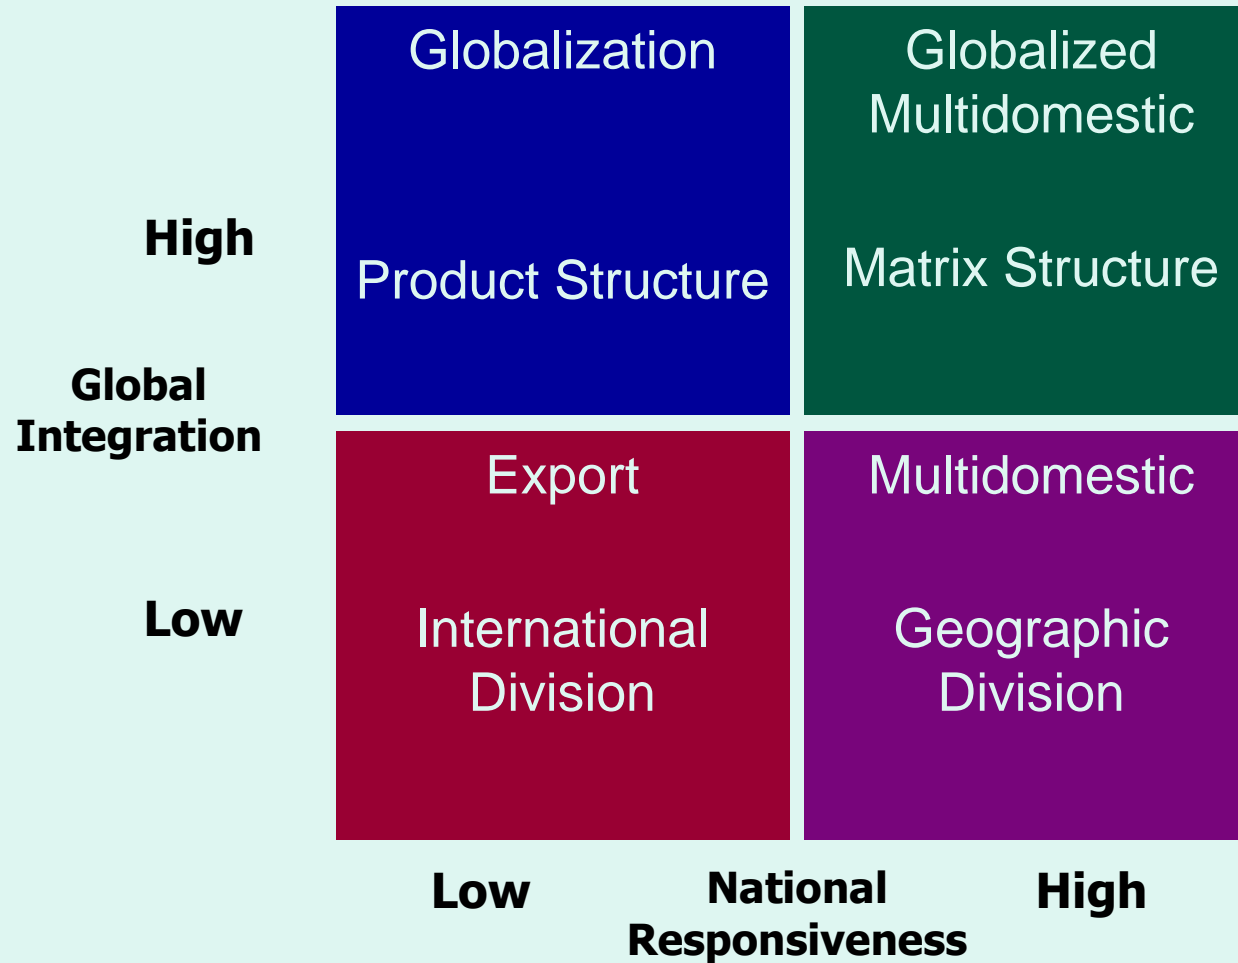 Globalization
Product Structure
Globalized
Multidomestic
Matrix Structure
High
Global
Integration
Export
International
Division
Multidomestic
Geographic
Division
Low
Low
National
Responsiveness
High